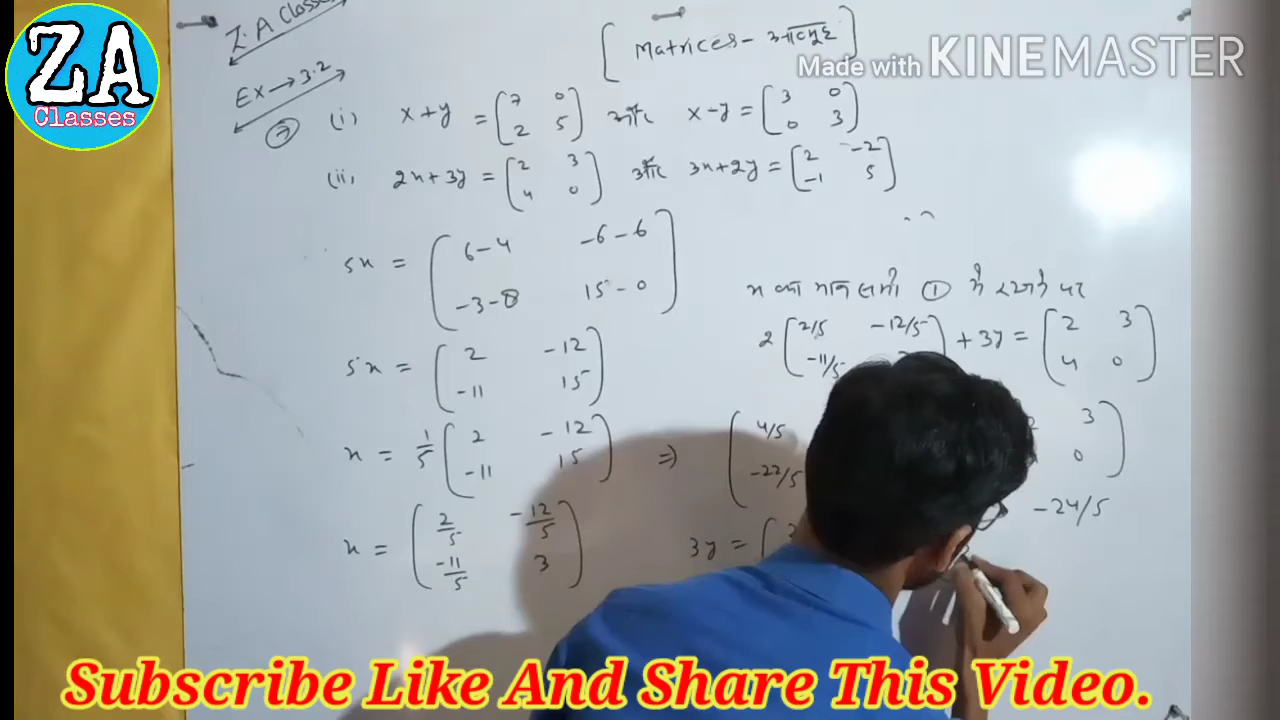 ZA
Classes
Z.A Classes
Ex → 3.2
[ Matrices - आव्यूह ]
Made with KINEMASTER
⑦ (i) x+y = [7 0 2 5] और x-y = [3 0 0 3]
(ii) 2x+3y = [2 3 4 0] और 3x+2y = [2 -2 -1 5]
5x = [6-4 -6-6 -3-8 15-0]
5x = [2 -12 -11 15]
x = 1/5 [2 -12 -11 15]
x = [2/5 -12/5 -11/5 3]
x का मान समी ① में रखने पर
2 [2/5 -12/5 -11/5 + 3y = [2 3 4 0]
⇒ [4/5 -22/5 3 0]
-24/5
3y = [
Subscribe Like And Share This Video.